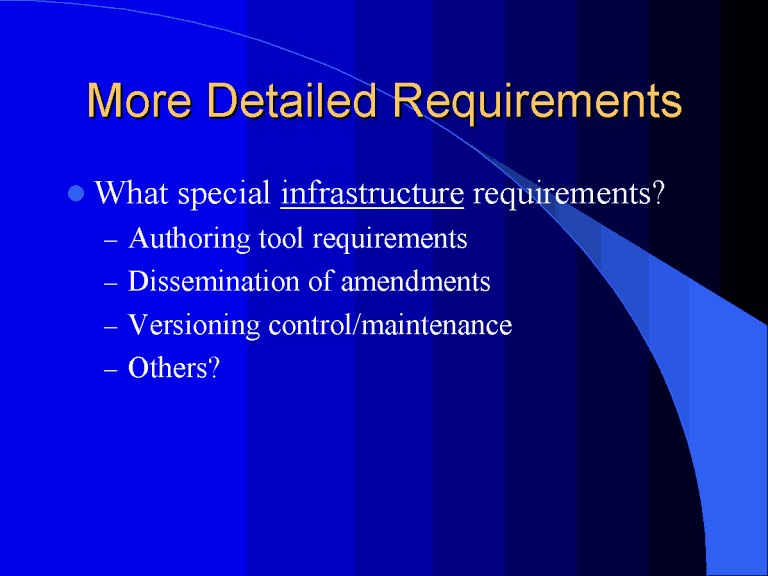 More Detailed Requirements
What special infrastructure requirements?
– Authoring tool requirements
– Dissemination of amendments
– Versioning control/maintenance
– Others?